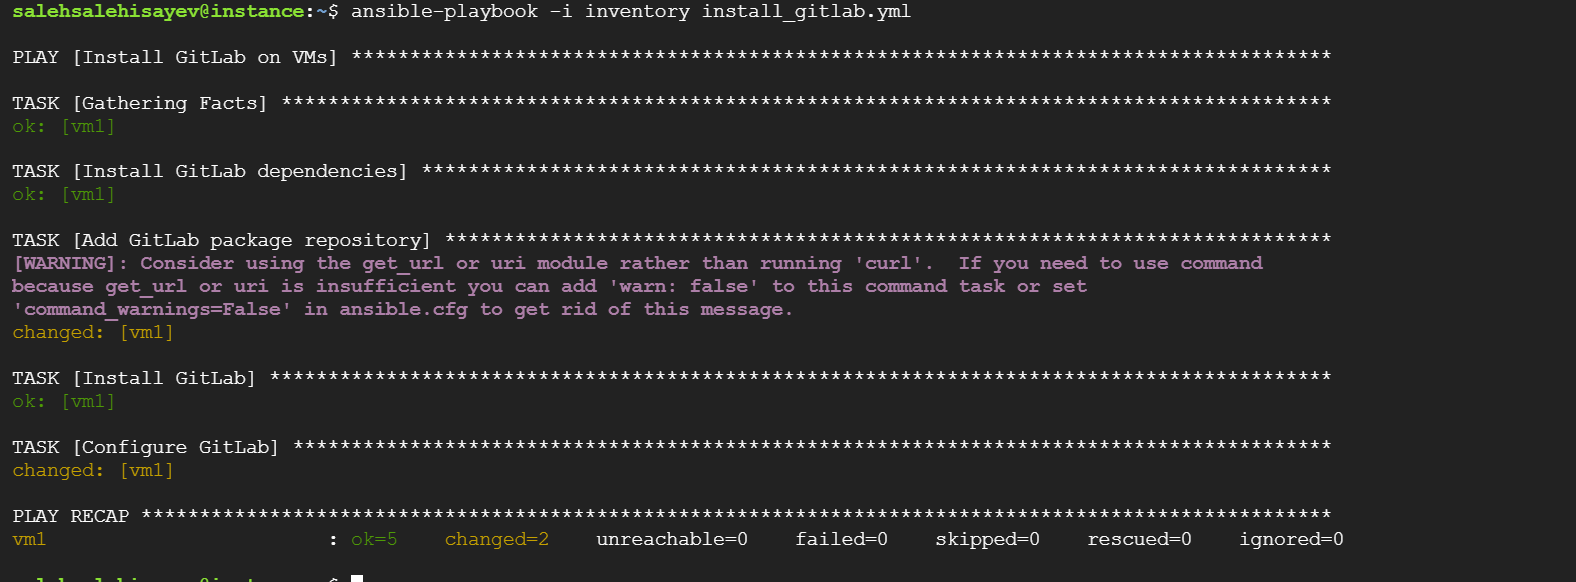 salehsalehisayev@instance:~$ ansible-playbook -i inventory install_gitlab.yml
PLAY [Install GitLab on VMs] ************************************************************************************
TASK [Gathering Facts] ******************************************************************************************
ok: [vm1]
TASK [Install GitLab dependencies] ******************************************************************************
ok: [vm1]
TASK [Add GitLab package repository] ****************************************************************************
[WARNING]: Consider using the get_url or uri module rather than running 'curl'.  If you need to use command
because get_url or uri is insufficient you can add 'warn: false' to this command task or set
'command_warnings=False' in ansible.cfg to get rid of this message.
changed: [vm1]
TASK [Install GitLab] *******************************************************************************************
ok: [vm1]
TASK [Configure GitLab] *****************************************************************************************
changed: [vm1]
PLAY RECAP ******************************************************************************************************
vm1                        : ok=5    changed=2    unreachable=0    failed=0    skipped=0    rescued=0    ignored=0
salehsalehisayev@instance:~$